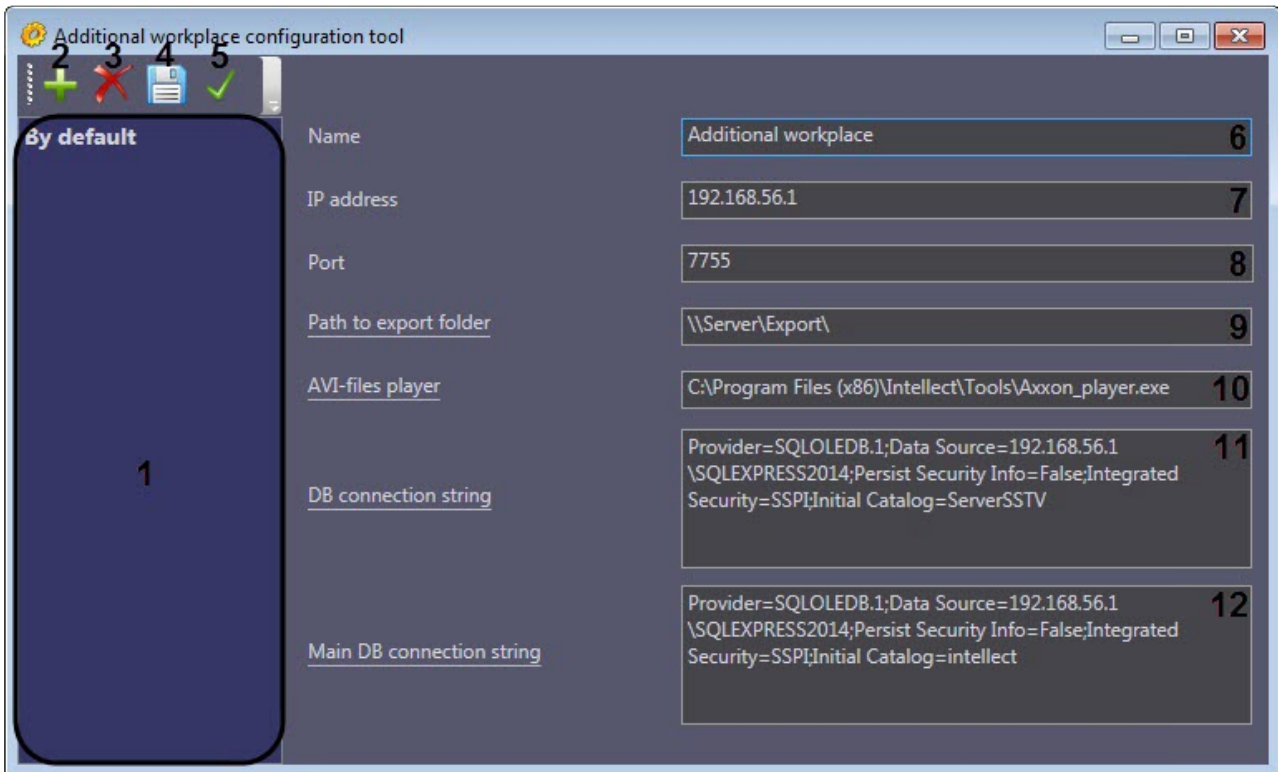 Additional workplace configuration tool
2 3 4 5
By default
1
Name
Additional workplace 6
IP address
192.168.56.1 7
Port
7755 8
Path to export folder
\\Server\Export\ 9
AVI-files player
C:\Program Files (x86)\Intellect\Tools\Axxon_player.exe 10
DB connection string
Provider=SQLOLEDB.1;Data Source=192.168.56.1 11
\SQLEXPRESS2014;Persist Security Info=False;Integrated
Security=SSPI;Initial Catalog=ServerSSTV
Main DB connection string
Provider=SQLOLEDB.1;Data Source=192.168.56.1 12
\SQLEXPRESS2014;Persist Security Info=False;Integrated
Security=SSPI;Initial Catalog=intellect